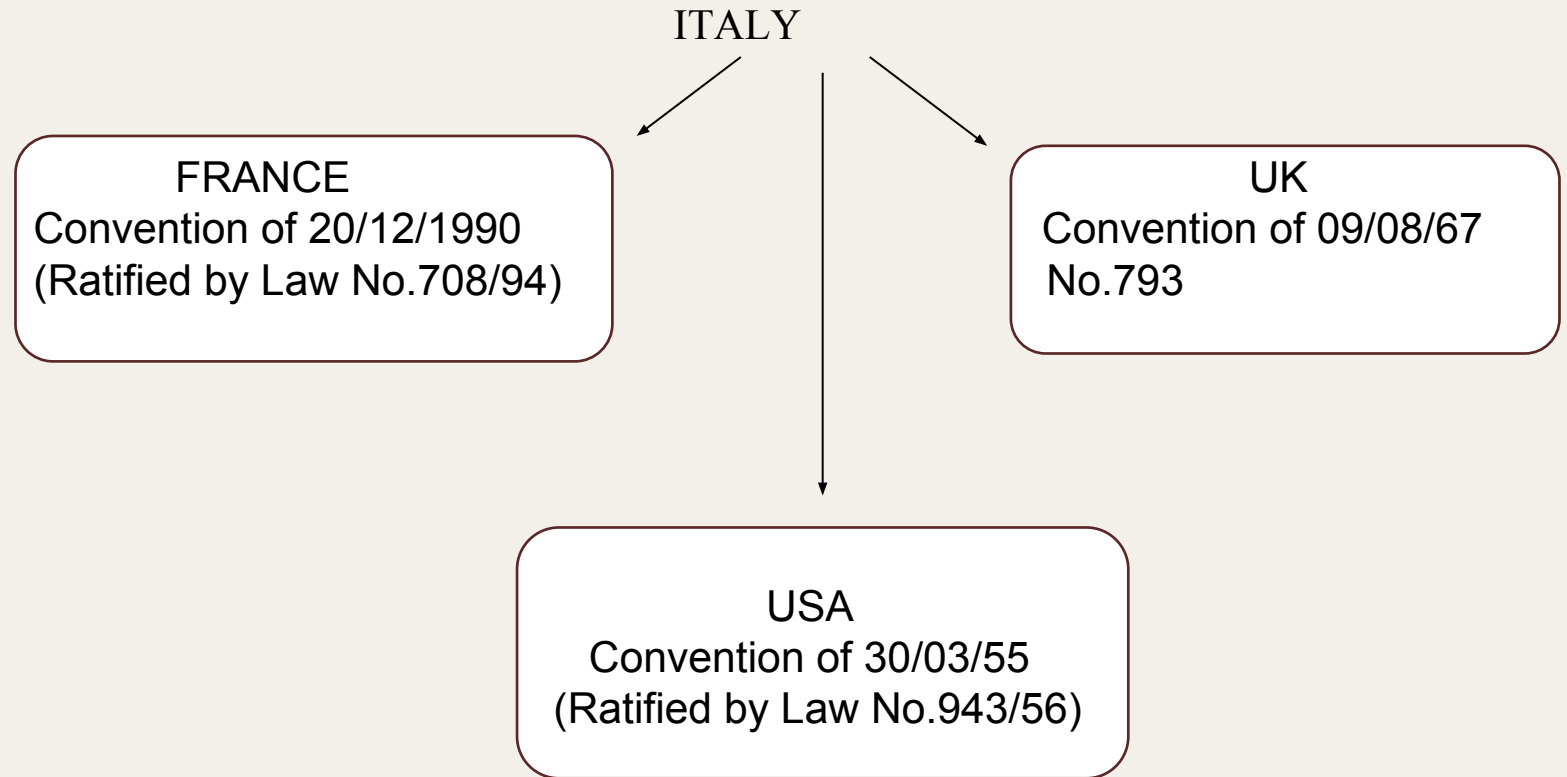 ITALY
FRANCE
Convention of 20/12/1990
(Ratified by Law No.708/94)
UK
Convention of 09/08/67
No.793
USA
Convention of 30/03/55
(Ratified by Law No.943/56)